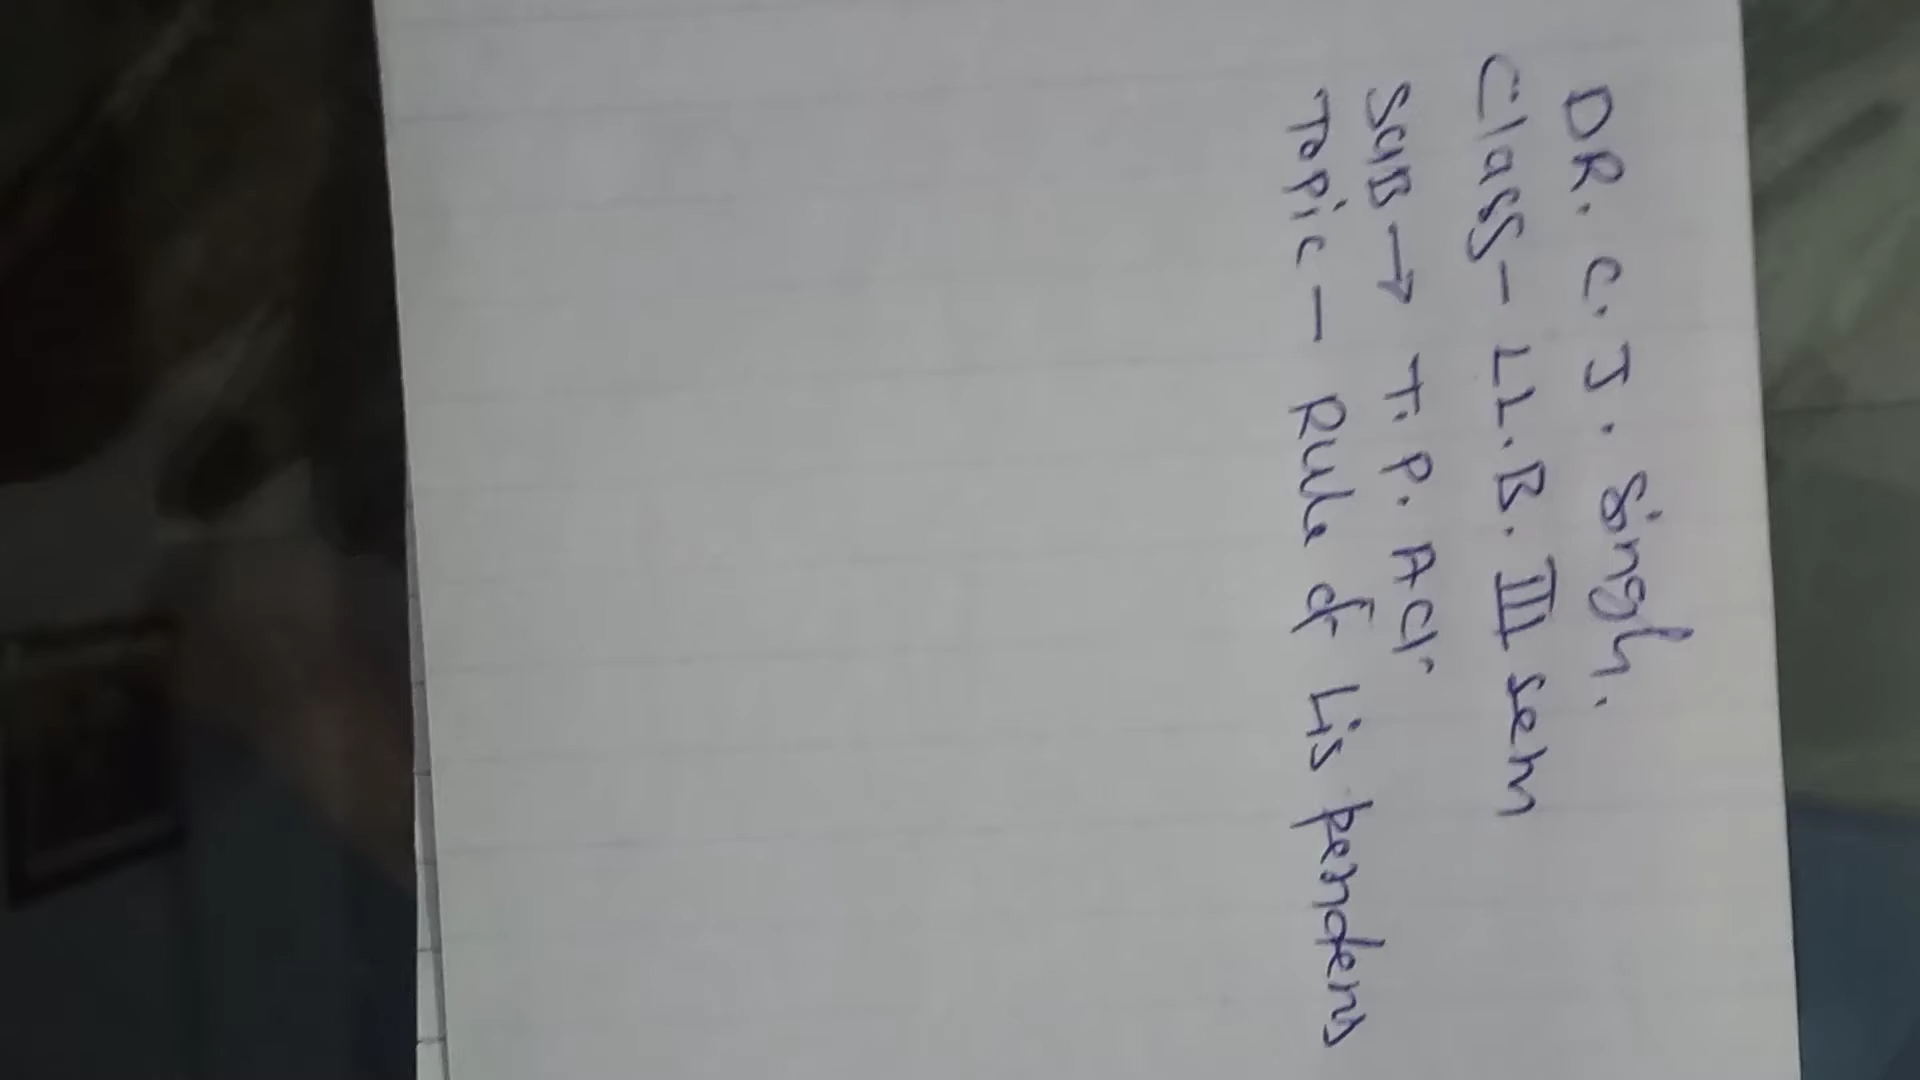 DR. C. J. Singh.
Class - LL.B. III sem
SUB → T. P. Act
Topic - Rule of Lis pendens